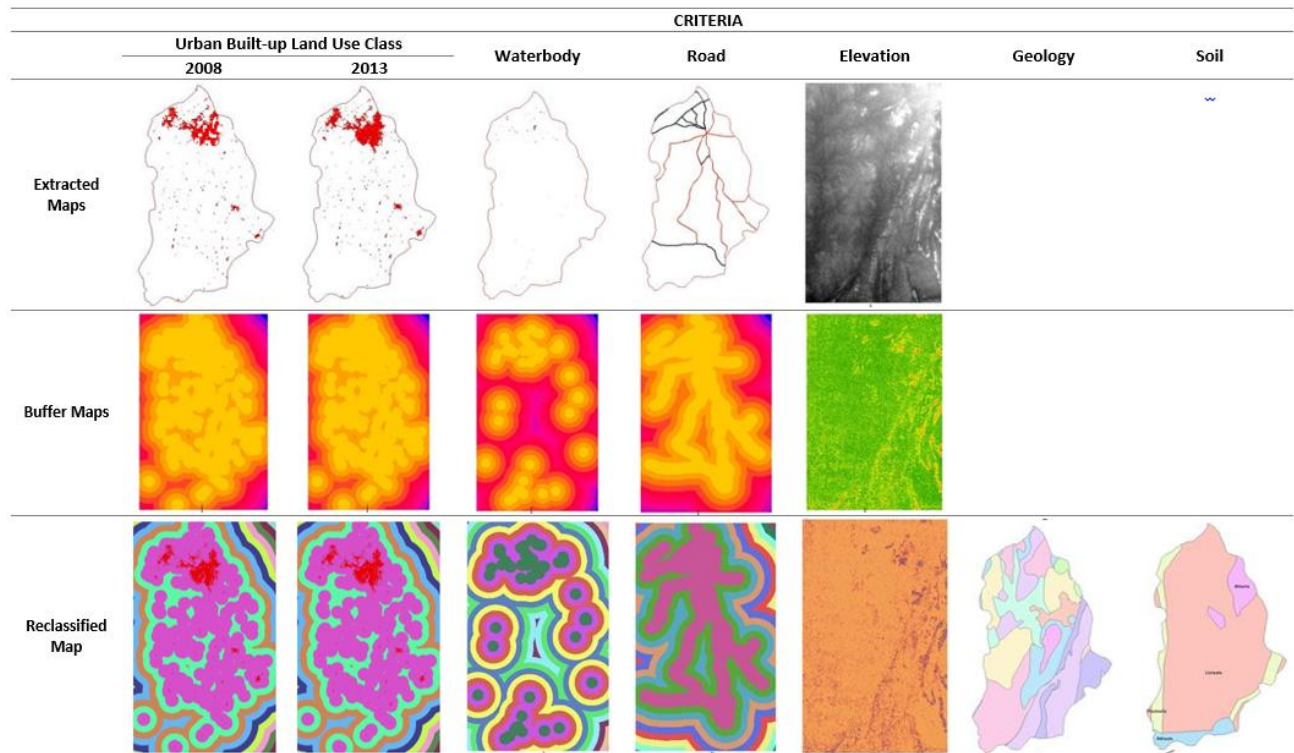 CRITERIA
Urban Built-up Land Use Class
2008
2013
Waterbody
Road
Elevation
Geology
Soil
Extracted
Maps
Buffer Maps
Reclassified
Map